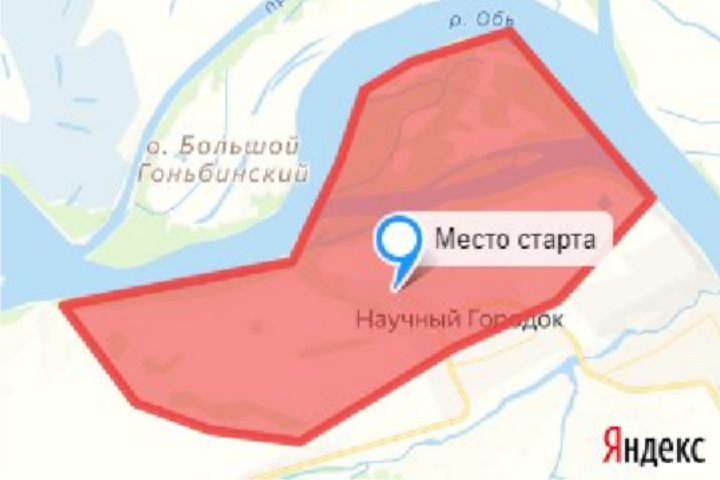 р. Обь
о. Большой
Гоньбинский
Место старта
Научный Городок
Яндекс